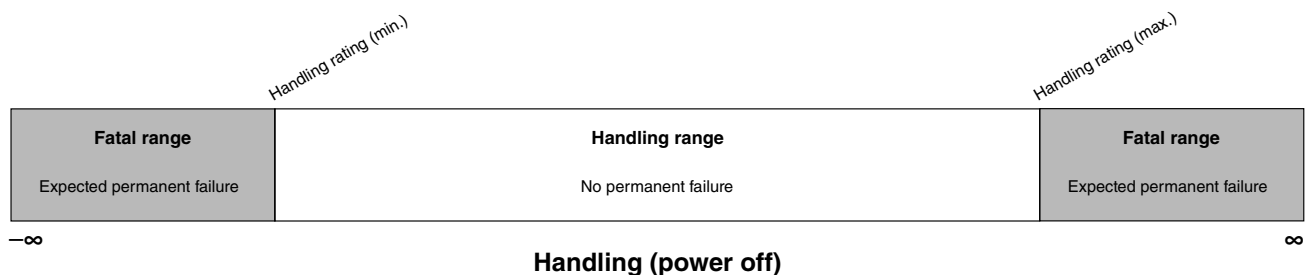 Handling rating (min.)
Handling rating (max.)
Fatal range
Handling range
Fatal range
Expected permanent failure
No permanent failure
Expected permanent failure
–∞
∞
Handling (power off)